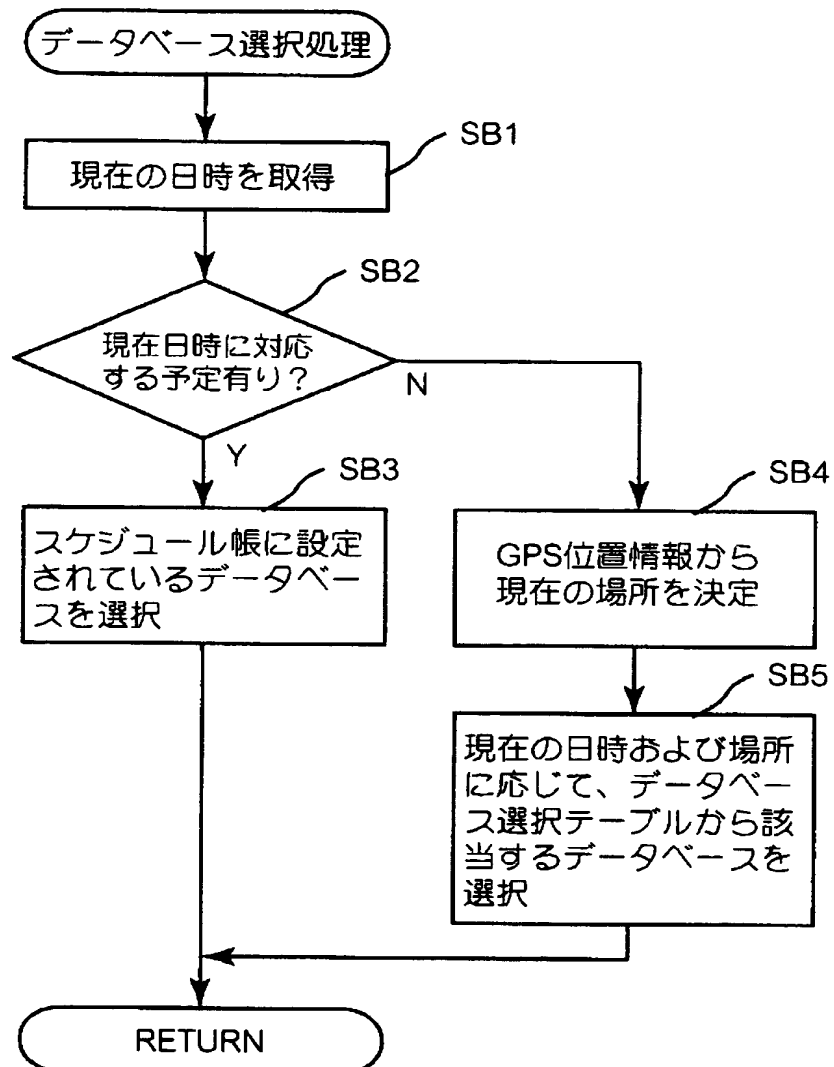 データベース選択処理
SB1
現在の日時を取得
SB2
現在日時に対応
する予定有り？
N
Y
SB3
スケジュール帳に設定
されているデータベー
スを選択
SB4
GPS位置情報から
現在の場所を決定
SB5
現在の日時および場所
に応じて、データベー
ス選択テーブルから該
当するデータベースを
選択
RETURN